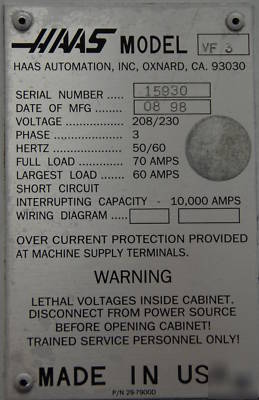 HAAS MODEL VF 3
HAAS AUTOMATION, INC, OXNARD, CA. 93030
SERIAL NUMBER ........ 15930
DATE OF MFG ........... 08 98
VOLTAGE .................. 208/230
PHASE ...................... 3
HERTZ ...................... 50/60
FULL LOAD ............... 70 AMPS
LARGEST LOAD ......... 60 AMPS
SHORT CIRCUIT
INTERRUPTING CAPACITY - 10,000 AMPS
WIRING DIAGRAM .....
OVER CURRENT PROTECTION PROVIDED
AT MACHINE SUPPLY TERMINALS.
WARNING
LETHAL VOLTAGES INSIDE CABINET.
DISCONNECT FROM POWER SOURCE
BEFORE OPENING CABINET!
TRAINED SERVICE PERSONNEL ONLY!
MADE IN US
P/N 29-7900D